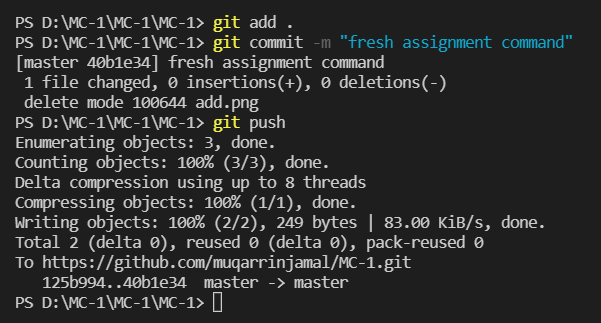 PS D:\MC-1\MC-1\MC-1> git add .
PS D:\MC-1\MC-1\MC-1> git commit -m "fresh assignment command"
[master 40b1e34] fresh assignment command
 1 file changed, 0 insertions(+), 0 deletions(-)
 delete mode 100644 add.png
PS D:\MC-1\MC-1\MC-1> git push
Enumerating objects: 3, done.
Counting objects: 100% (3/3), done.
Delta compression using up to 8 threads
Compressing objects: 100% (1/1), done.
Writing objects: 100% (2/2), 249 bytes | 83.00 KiB/s, done.
Total 2 (delta 0), reused 0 (delta 0), pack-reused 0
To https://github.com/muqarrinjamal/MC-1.git
   125b994..40b1e34  master -> master
PS D:\MC-1\MC-1\MC-1>